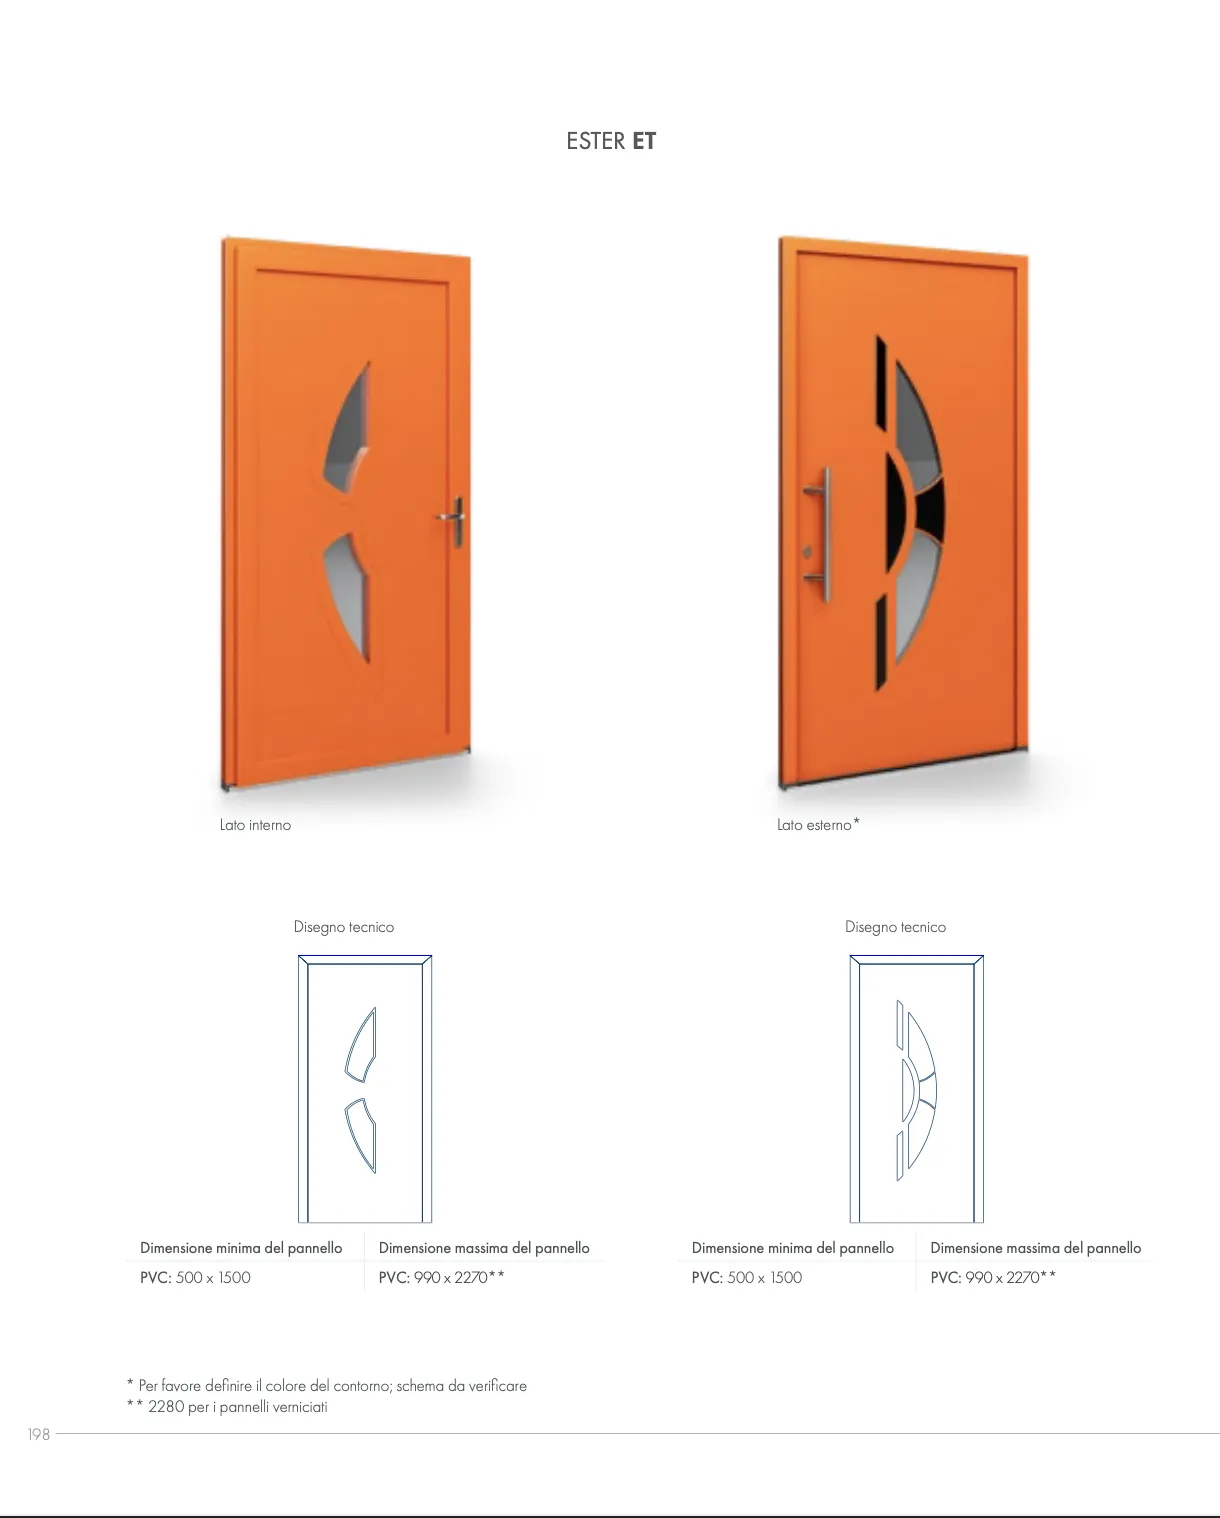 ESTER ET
Lato interno
Lato esterno*
Disegno tecnico
Disegno tecnico
Dimensione minima del pannello
Dimensione massima del pannello
PVC: 500 x 1500
PVC: 990 x 2270**
Dimensione minima del pannello
Dimensione massima del pannello
PVC: 500 x 1500
PVC: 990 x 2270**
* Per favore definire il colore del contorno; schema da verificare
** 2280 per i pannelli verniciati
198